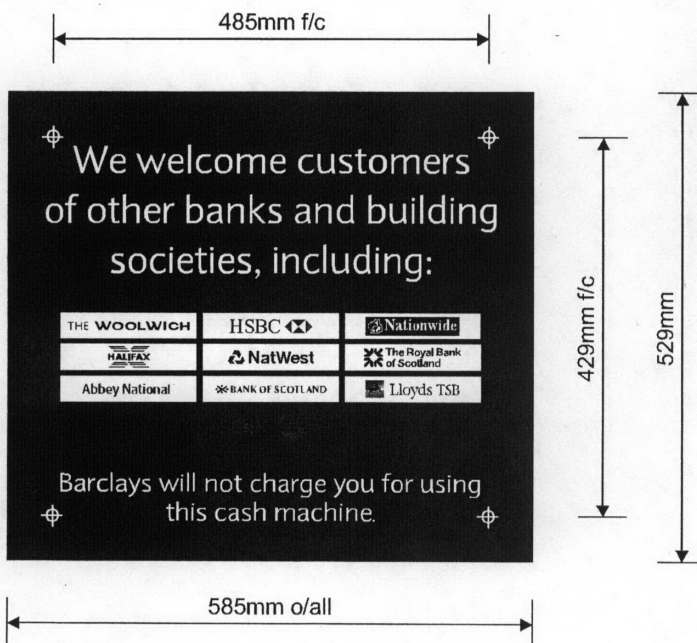 485mm f/c
We welcome customers
of other banks and building
societies, including:
THE WOOLWICH HSBC Nationwide
HALIFAX NatWest The Royal Bank
of Scotland
Abbey National BANK OF SCOTLAND Lloyds TSB
Barclays will not charge you for using
this cash machine.
429mm f/c
529mm
585mm o/all